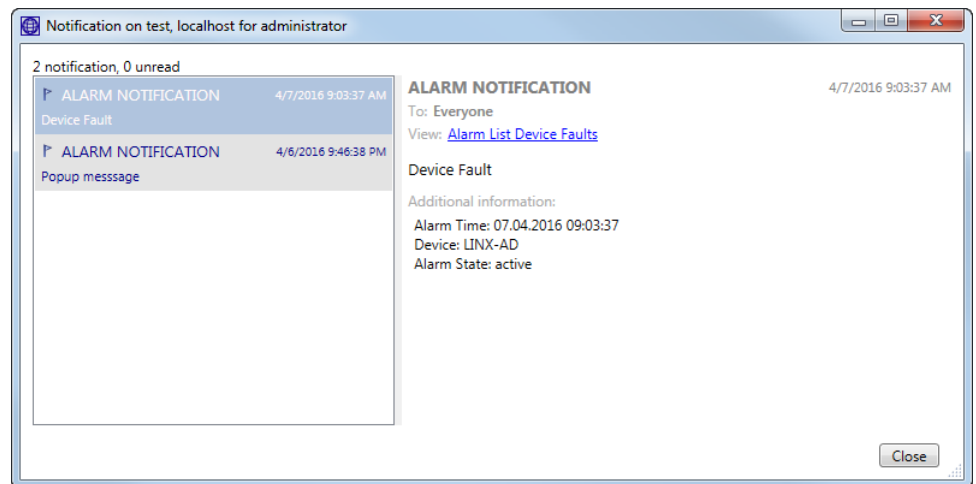 Notification on test, localhost for administrator
2 notification, 0 unread
ALARM NOTIFICATION 4/7/2016 9:03:37 AM
Device Fault
ALARM NOTIFICATION 4/6/2016 9:46:38 PM
Popup messsage
ALARM NOTIFICATION 4/7/2016 9:03:37 AM
To: Everyone
View: Alarm List Device Faults
Device Fault
Additional information:
Alarm Time: 07.04.2016 09:03:37
Device: LINX-AD
Alarm State: active
Close